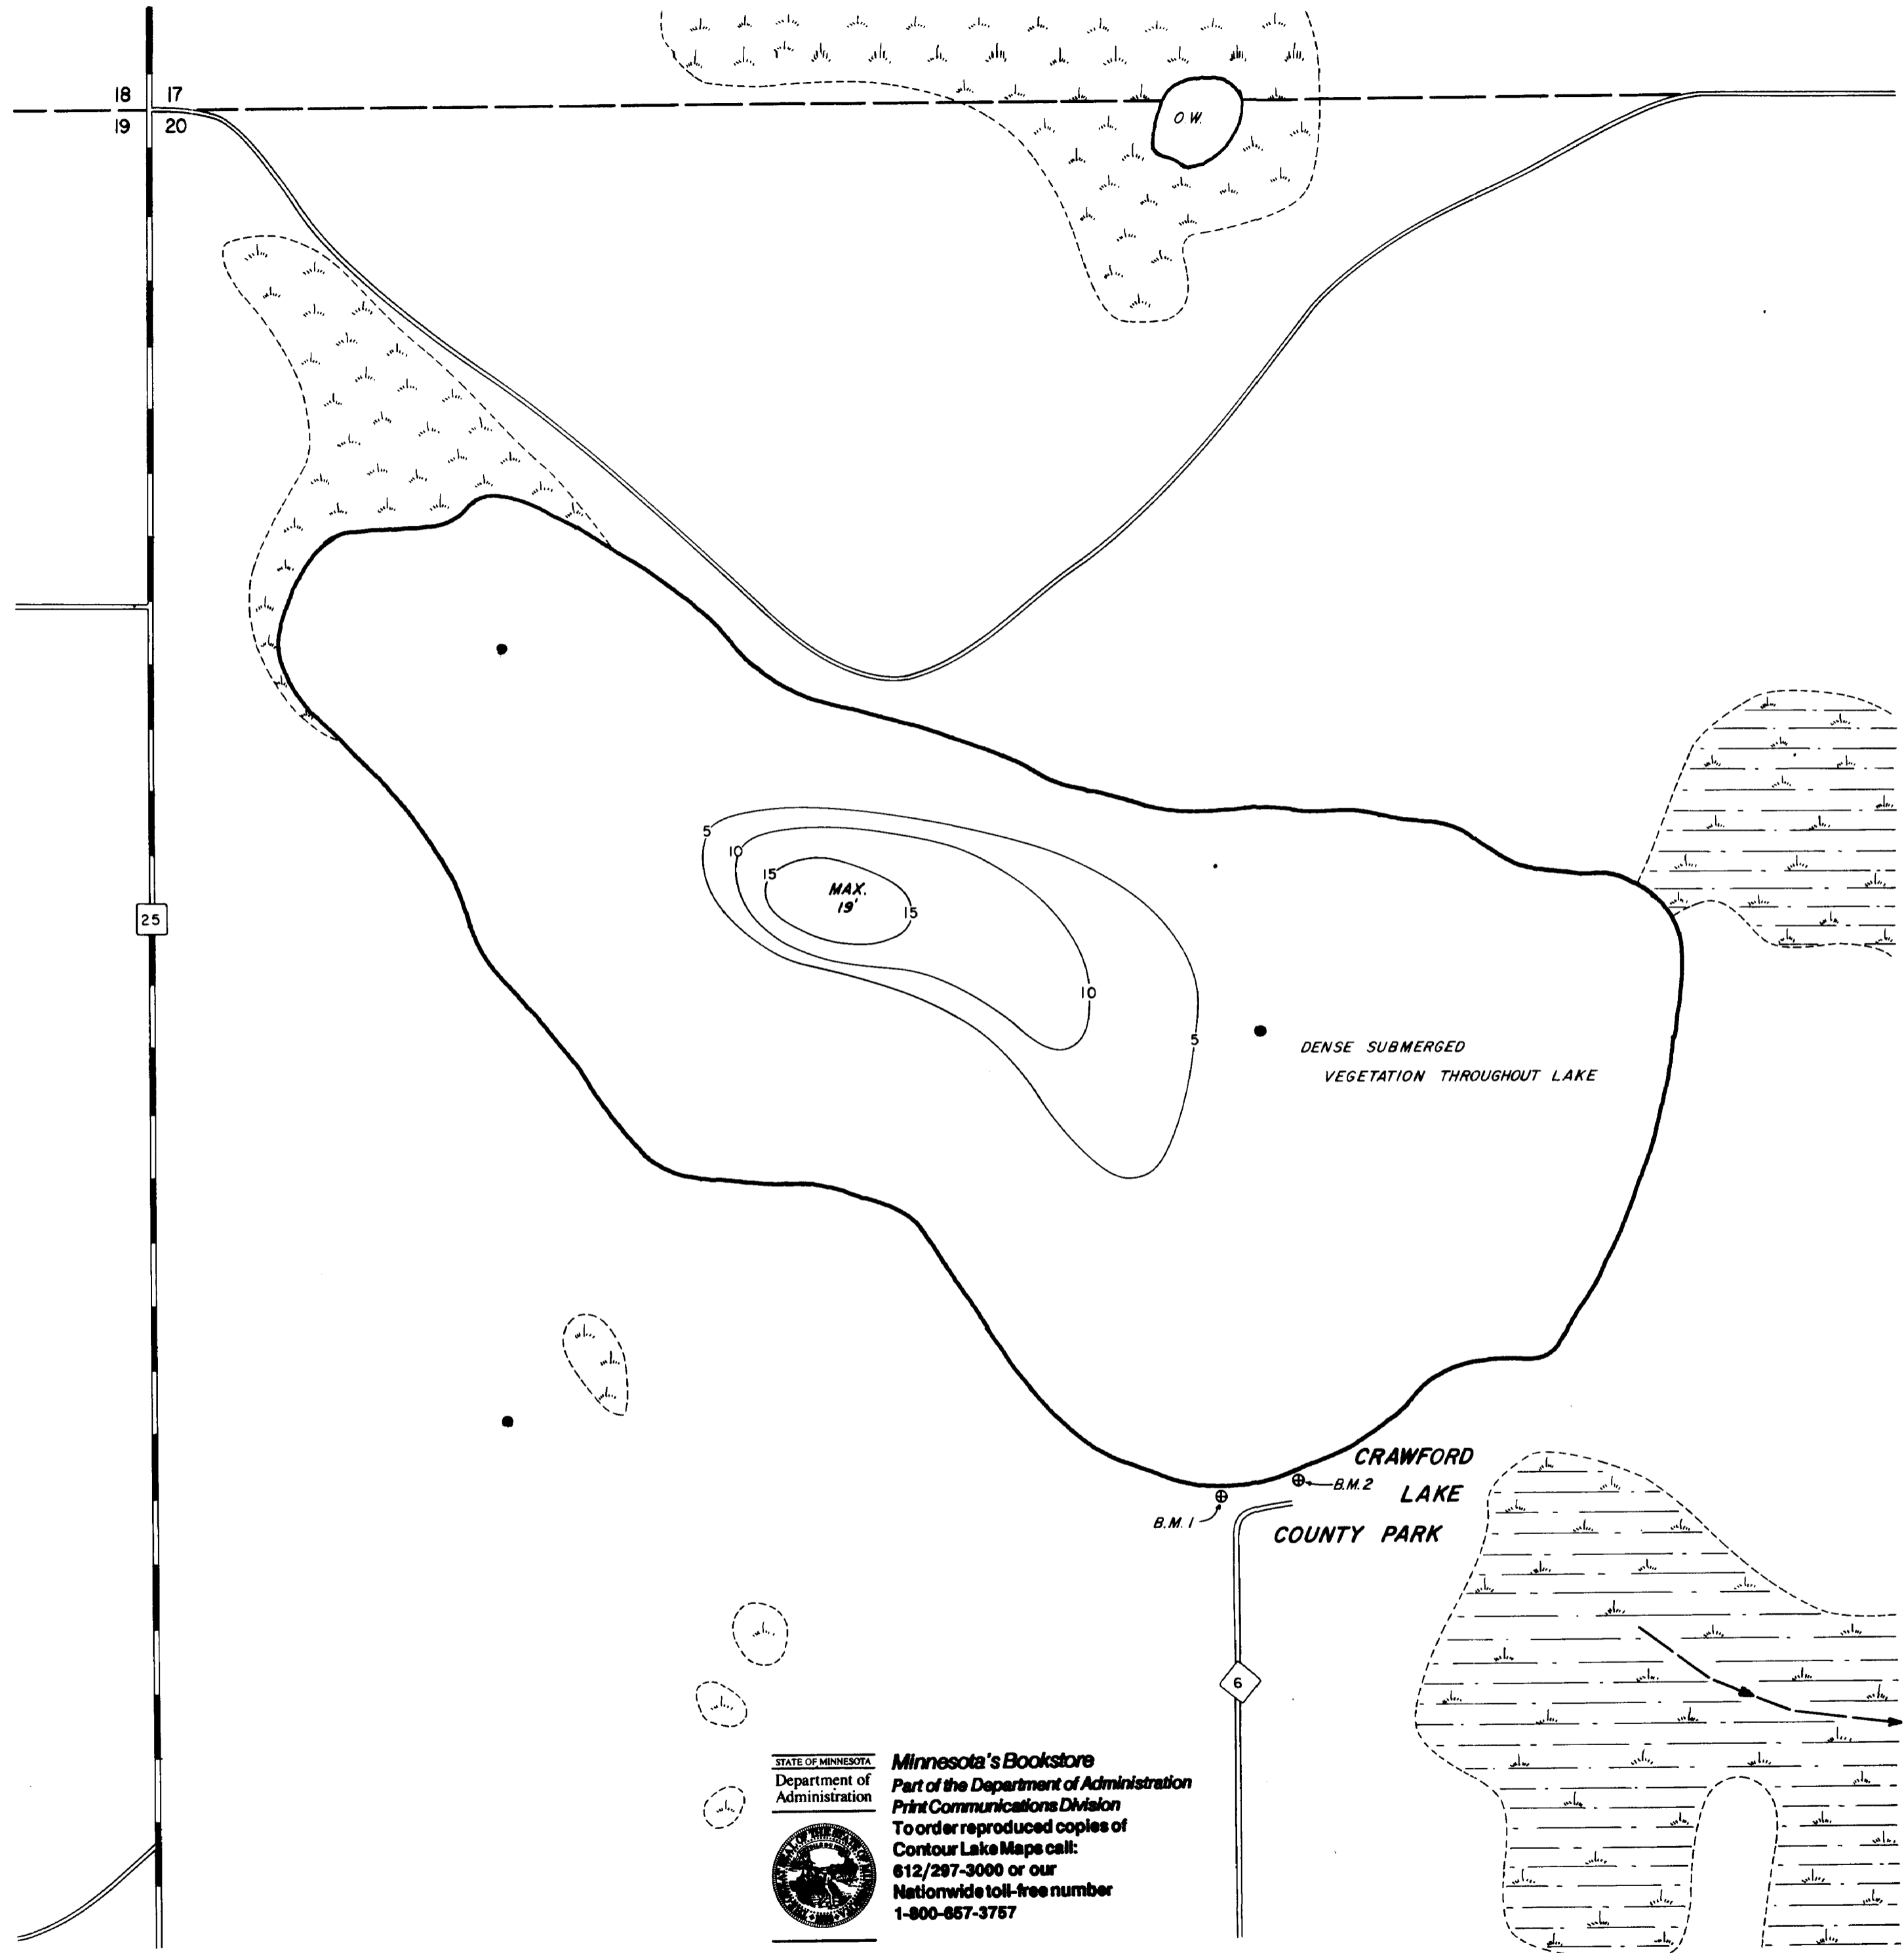 18 17
19 20
O.W.
5
10
15
MAX.
19'
15
25
10
5
DENSE SUBMERGED
VEGETATION THROUGHOUT LAKE
CRAWFORD
B.M. 2
LAKE
B.M. 1
COUNTY PARK
6
STATE OF MINNESOTA
Department of
Administration
Minnesota's Bookstore
Part of the Department of Administration
Print Communications Division
To order reproduced copies of
Contour Lake Maps call:
612/297-3000 or our
Nationwide toll-free number
1-800-657-3757